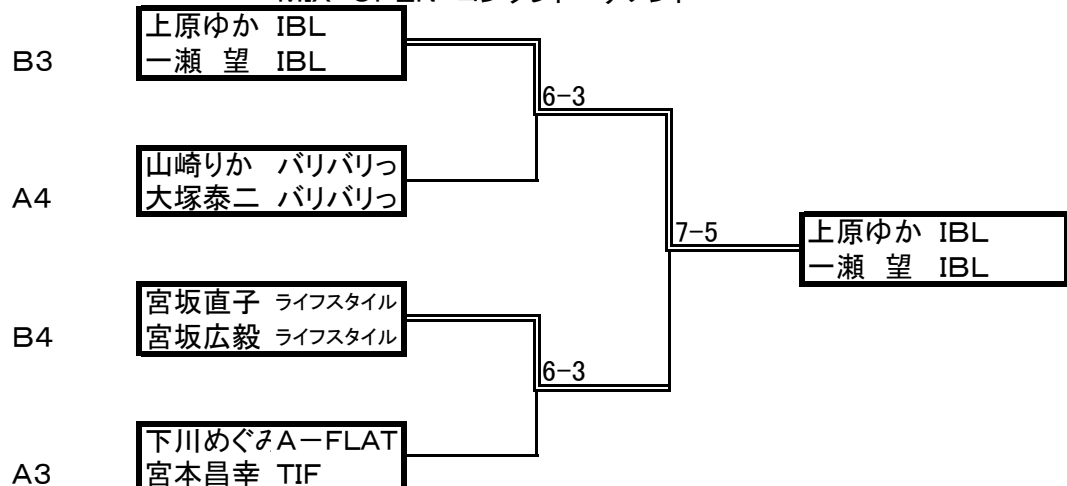 上原ゆか IBL
B3 一瀬 望 IBL
6-3
山崎りか バリバリっ
A4 大塚泰二 バリバリっ
7-5
上原ゆか IBL
一瀬 望 IBL
宮坂直子 ライフスタイル
B4 宮坂広毅 ライフスタイル
6-3
下川めぐみ A-FLAT
A3 宮本昌幸 TIF